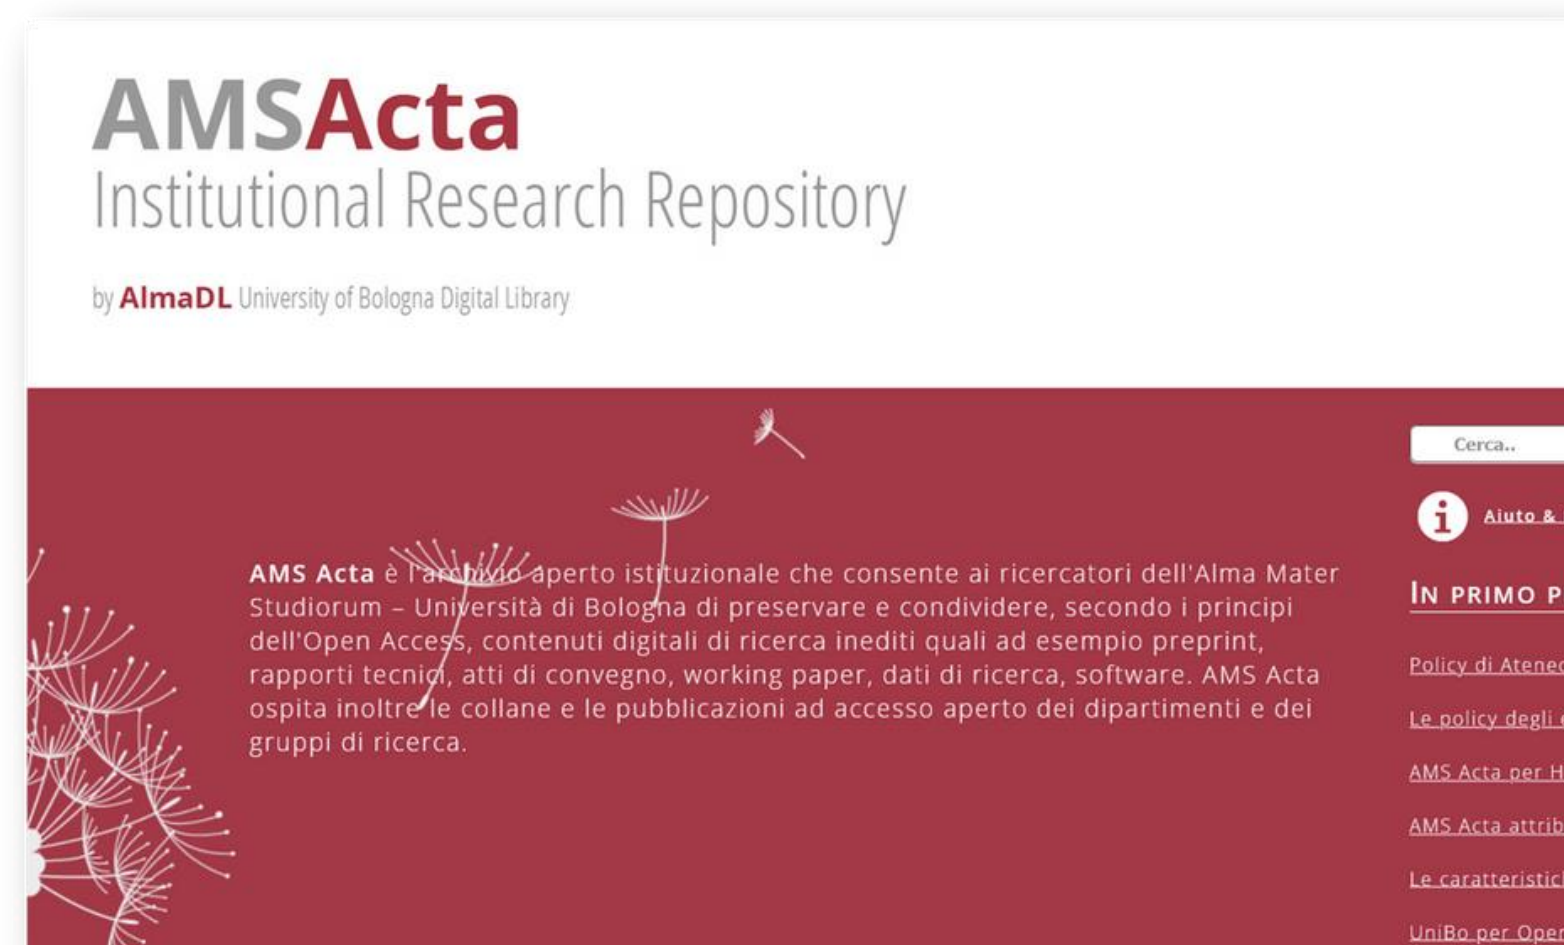 AMSActa
Institutional Research Repository
by AlmaDL University of Bologna Digital Library
AMS Acta è l'archivio aperto istituzionale che consente ai ricercatori dell'Alma Mater
Studiorum – Università di Bologna di preservare e condividere, secondo i principi
dell'Open Access, contenuti digitali di ricerca inediti quali ad esempio preprint,
rapporti tecnici, atti di convegno, working paper, dati di ricerca, software. AMS Acta
ospita inoltre le collane e le pubblicazioni ad accesso aperto dei dipartimenti e dei
gruppi di ricerca.
Cerca..
Aiuto &
IN PRIMO
Policy di
Le policy degli
AMS Acta per
AMS Acta
Le
UniBo per